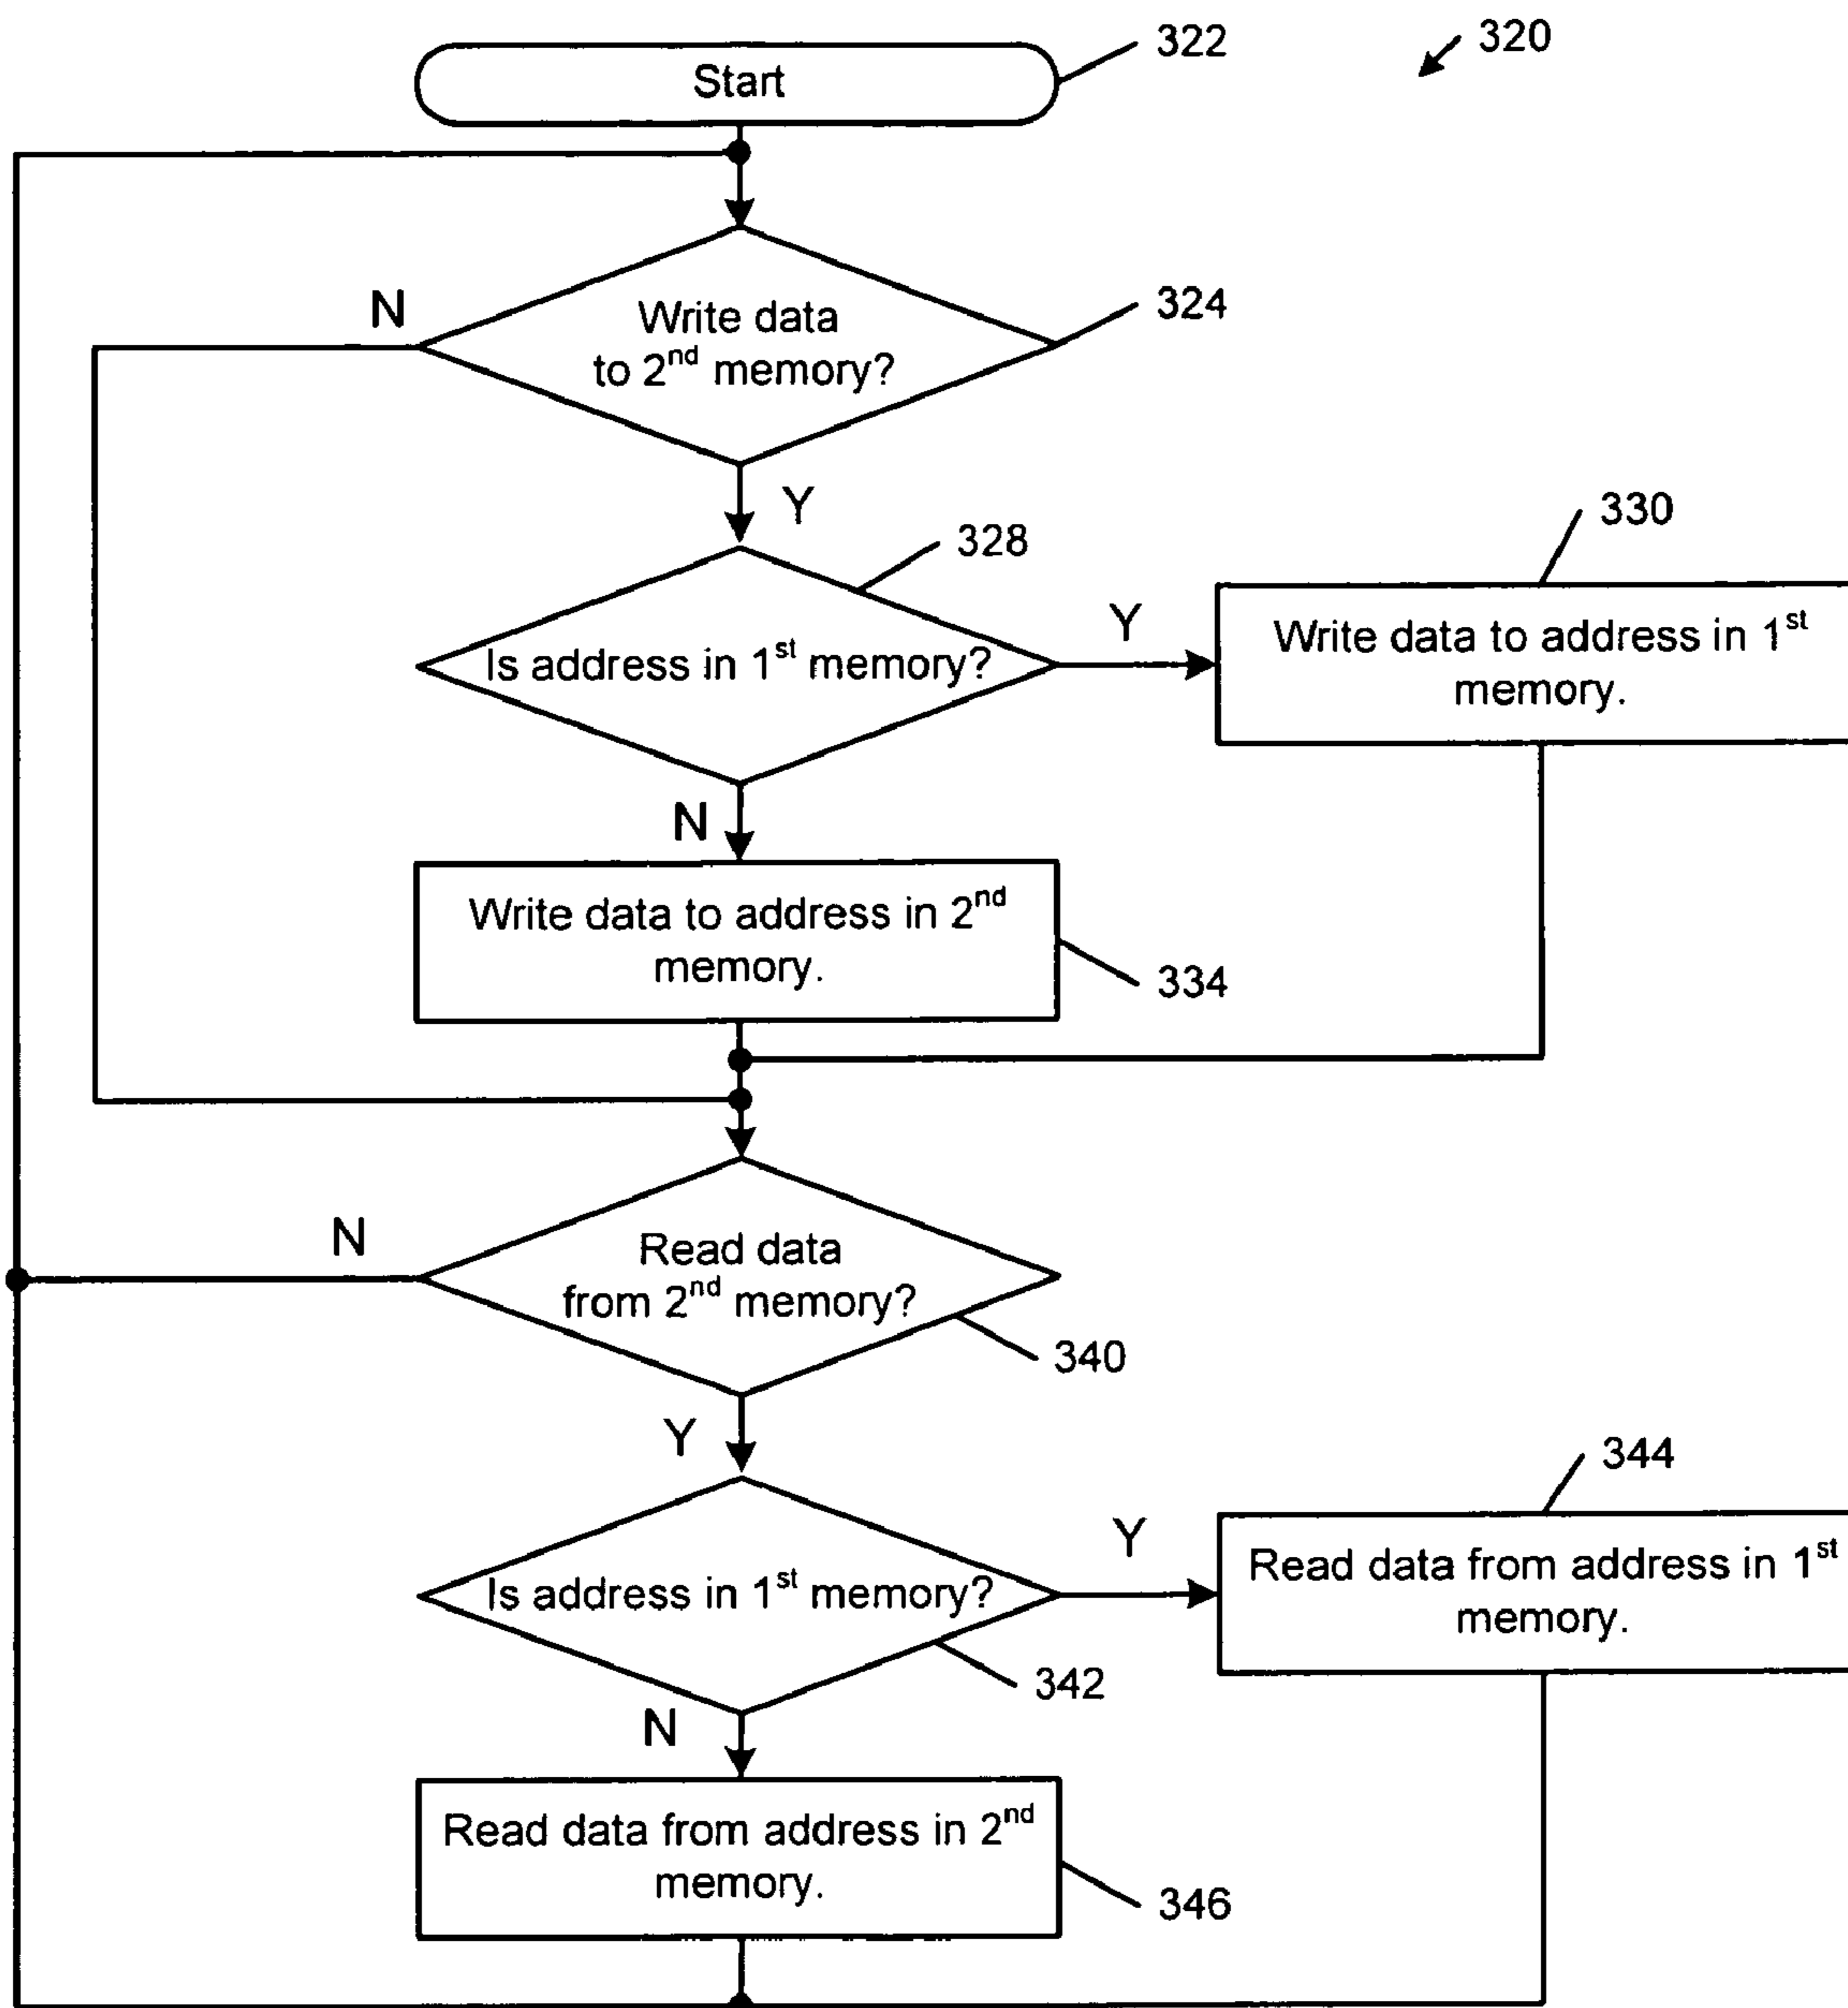 320
Start
322
Write data
to 2nd memory?
324
N
Y
Is address in 1st memory?
328
Y
Write data to address in 1st
memory.
330
N
Write data to address in 2nd
memory.
334
Read data
from 2nd memory?
340
N
Y
Is address in 1st memory?
342
Y
Read data from address in 1st
memory.
344
N
Read data from address in 2nd
memory.
346